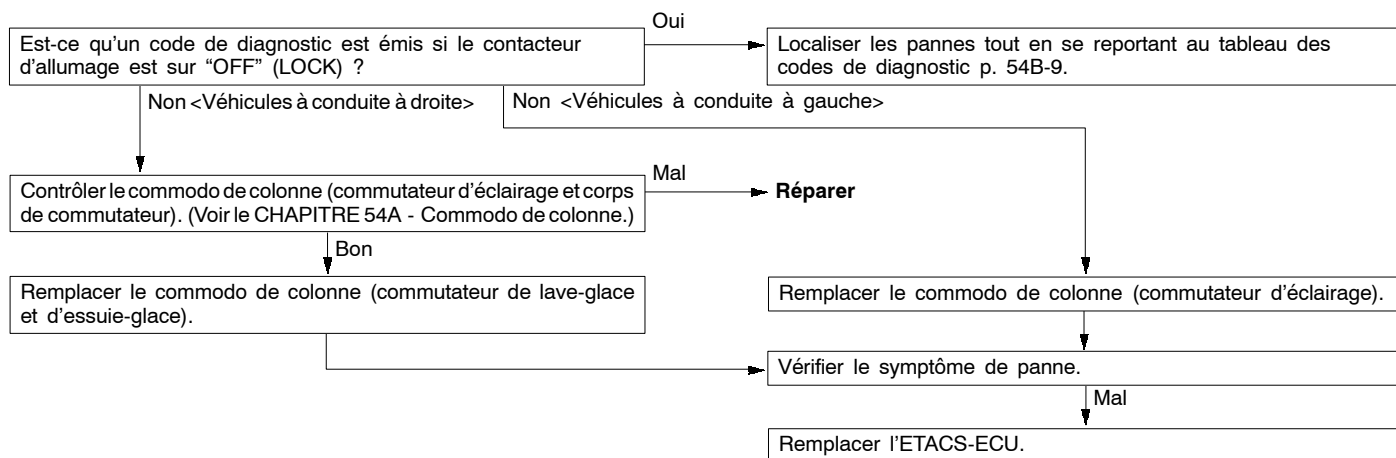 Oui
Est-ce qu'un code de diagnostic est émis si le contacteur
d'allumage est sur “OFF” (LOCK) ?
Localiser les pannes tout en se reportant au tableau des
codes de diagnostic p. 54B-9.
Non <Véhicules à conduite à droite>
Non <Véhicules à conduite à gauche>
Mal
Contrôler le commodo de colonne (commutateur d'éclairage et corps
de commutateur). (Voir le CHAPITRE 54A - Commodo de colonne.)
Réparer
Bon
Remplacer le commodo de colonne (commutateur de lave-glace
et d'essuie-glace).
Remplacer le commodo de colonne (commutateur d'éclairage).
Vérifier le symptôme de panne.
Mal
Remplacer l'ETACS-ECU.